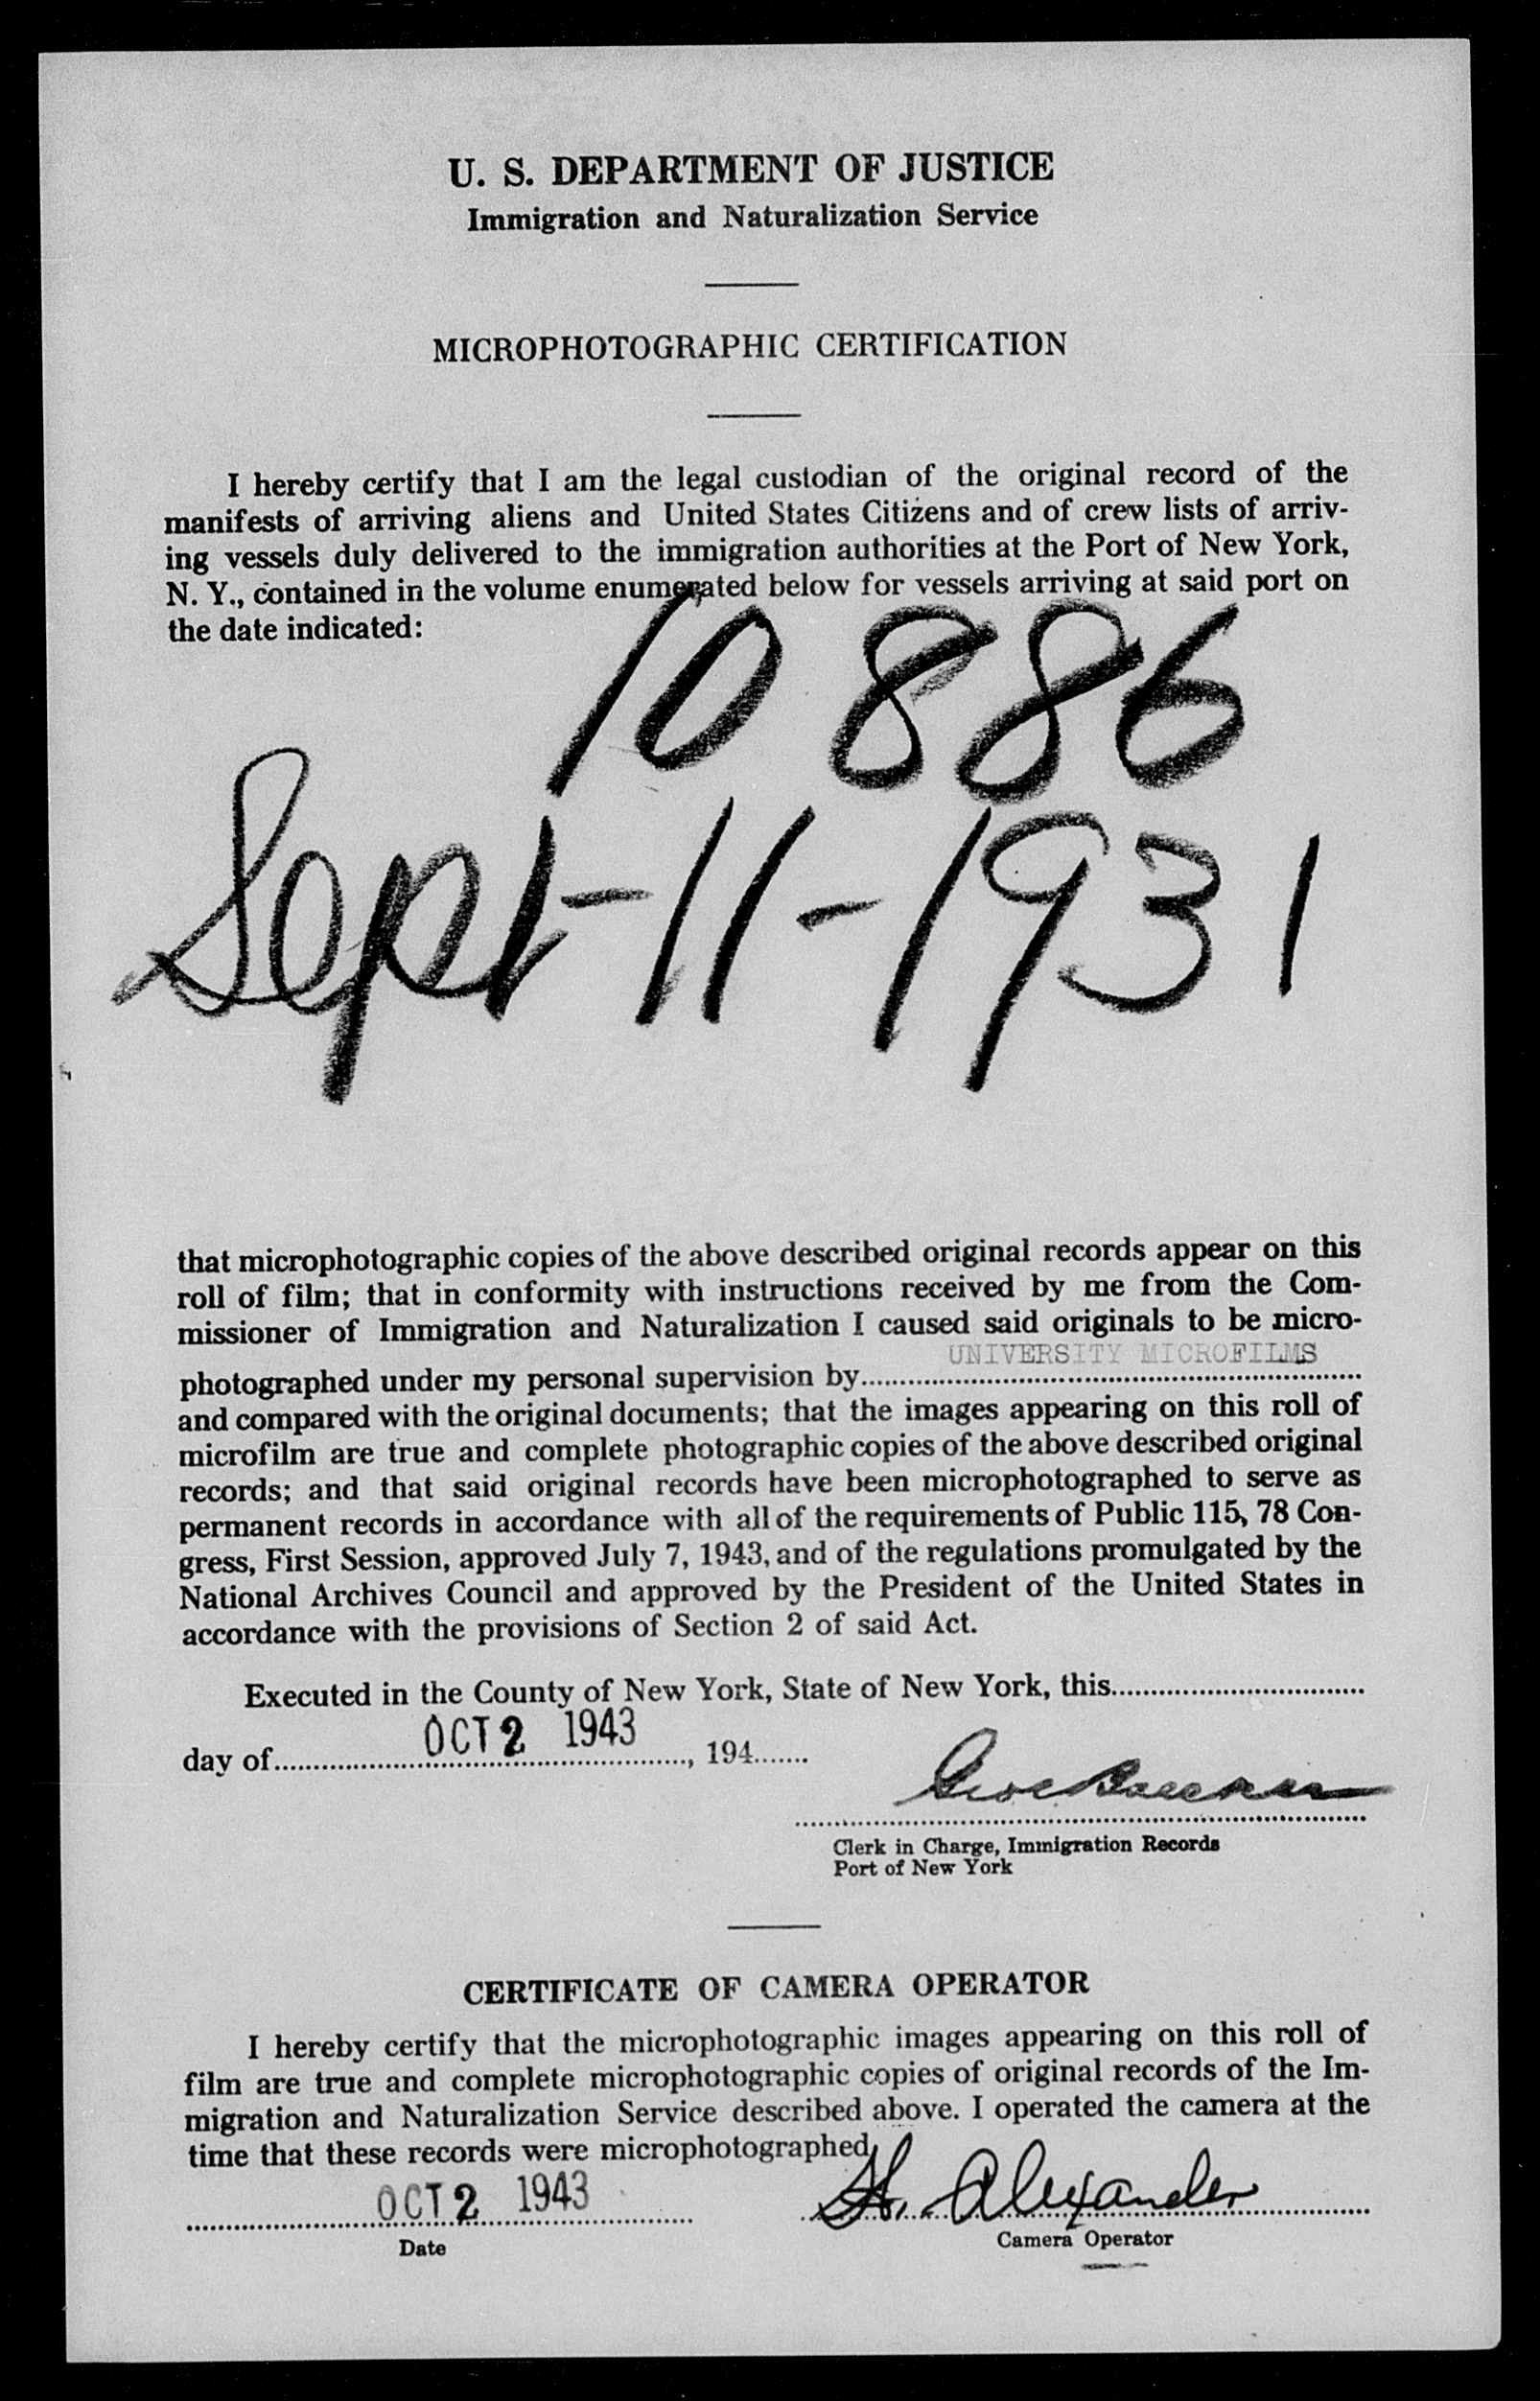 U. S. DEPARTMENT OF JUSTICE
Immigration and Naturalization Service
MICROPHOTOGRAPHIC CERTIFICATION
I hereby certify that I am the legal custodian of the original record of the
manifests of arriving aliens and United States Citizens and of crew lists of arriv-
ing vessels duly delivered to the immigration authorities at the Port of New York,
N. Y., contained in the volume enumerated below for vessels arriving at said port on
the date indicated:
10 886
Sept-11-1931
that microphotographic copies of the above described original records appear on this
roll of film; that in conformity with instructions received by me from the Com-
missioner of Immigration and Naturalization I caused said originals to be micro-
UNIVERSITY MICROFILMS
photographed under my personal supervision by
and compared with the original documents; that the images appearing on this roll of
microfilm are true and complete photographic copies of the above described original
records; and that said original records have been microphotographed to serve as
permanent records in accordance with all of the requirements of Public 115, 78 Con-
gress, First Session, approved July 7, 1943, and of the regulations promulgated by the
National Archives Council and approved by the President of the United States in
accordance with the provisions of Section 2 of said Act.
Executed in the County of New York, State of New York, this
day of OCT 2 1943, 194
Clerk in Charge, Immigration Records
Port of New York
CERTIFICATE OF CAMERA OPERATOR
I hereby certify that the microphotographic images appearing on this roll of
film are true and complete microphotographic copies of original records of the Im-
migration and Naturalization Service described above. I operated the camera at the
time that these records were microphotographed.
OCT 2 1943 H. Alexander
Date Camera Operator